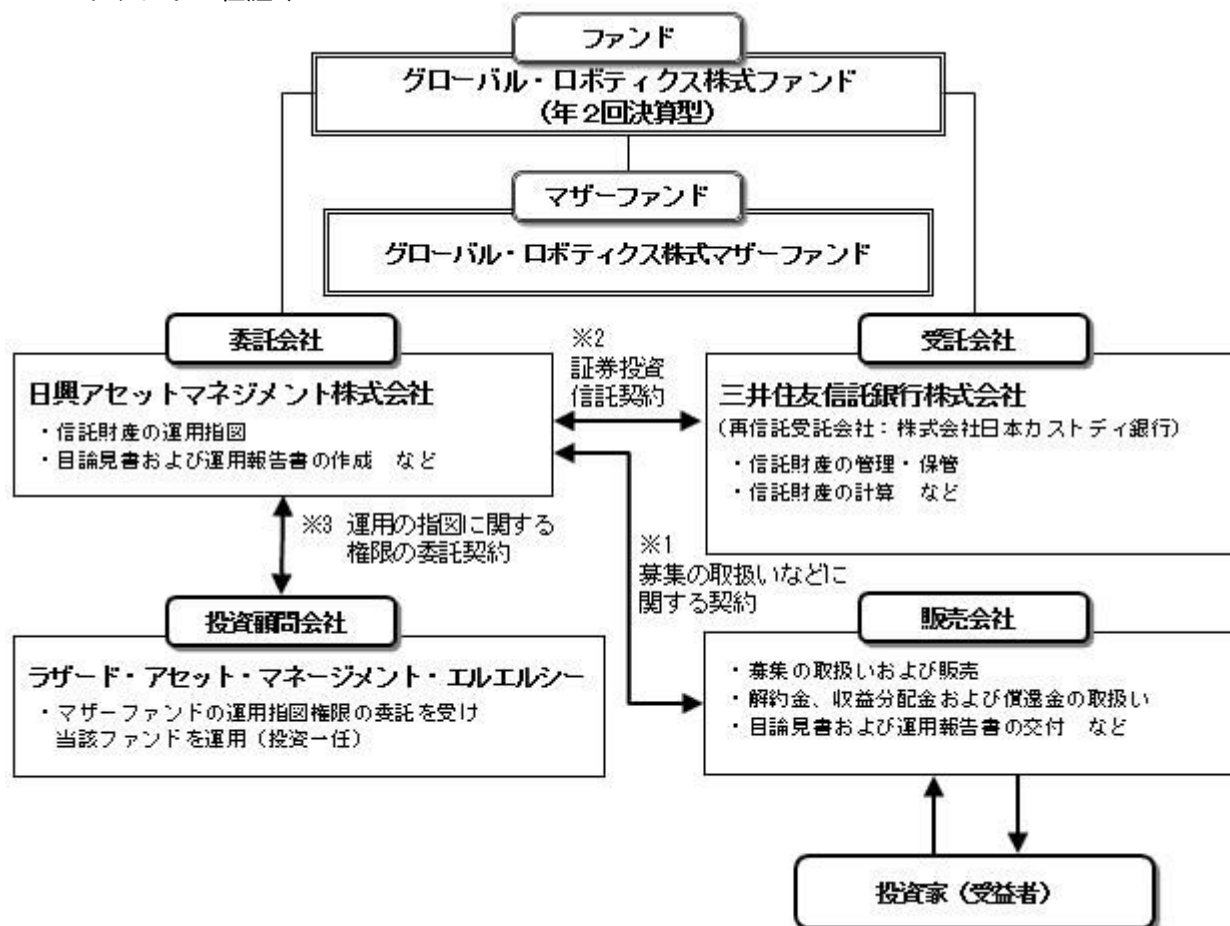 ファンド
グローバル・ロボティクス株式ファンド
(年2回決算型)
マザーファンド
グローバル・ロボティクス株式マザーファンド
委託会社
日興アセットマネジメント株式会社
・信託財産の運用指図
・目論見書および運用報告書の作成 など
※2
証券投資
信託契約
受託会社
三井住友信託銀行株式会社
(再信託受託会社:株式会社日本カストディ銀行)
・信託財産の管理・保管
・信託財産の計算 など
※3 運用の指図に関する
権限の委託契約
※1
募集の取扱いなどに
関する契約
投資顧問会社
ラザード・アセット・マネージメント・エルエルシー
・マザーファンドの運用指図権限の委託を受け
当該ファンドを運用(投資一任)
販売会社
・募集の取扱いおよび販売
・解約金、収益分配金および償還金の取扱い
・目論見書および運用報告書の交付 など
投資家(受益者)